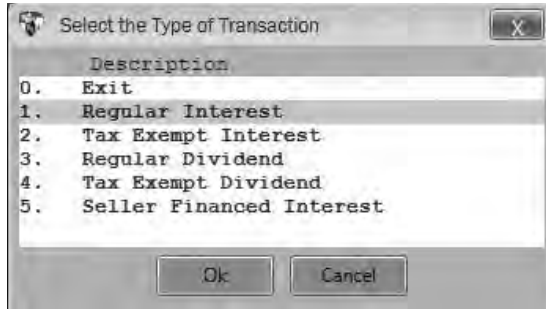 Select the Type of Transaction
X
Description
0. Exit
1. Regular Interest
2. Tax Exempt Interest
3. Regular Dividend
4. Tax Exempt Dividend
5. Seller Financed Interest
Ok Cancel